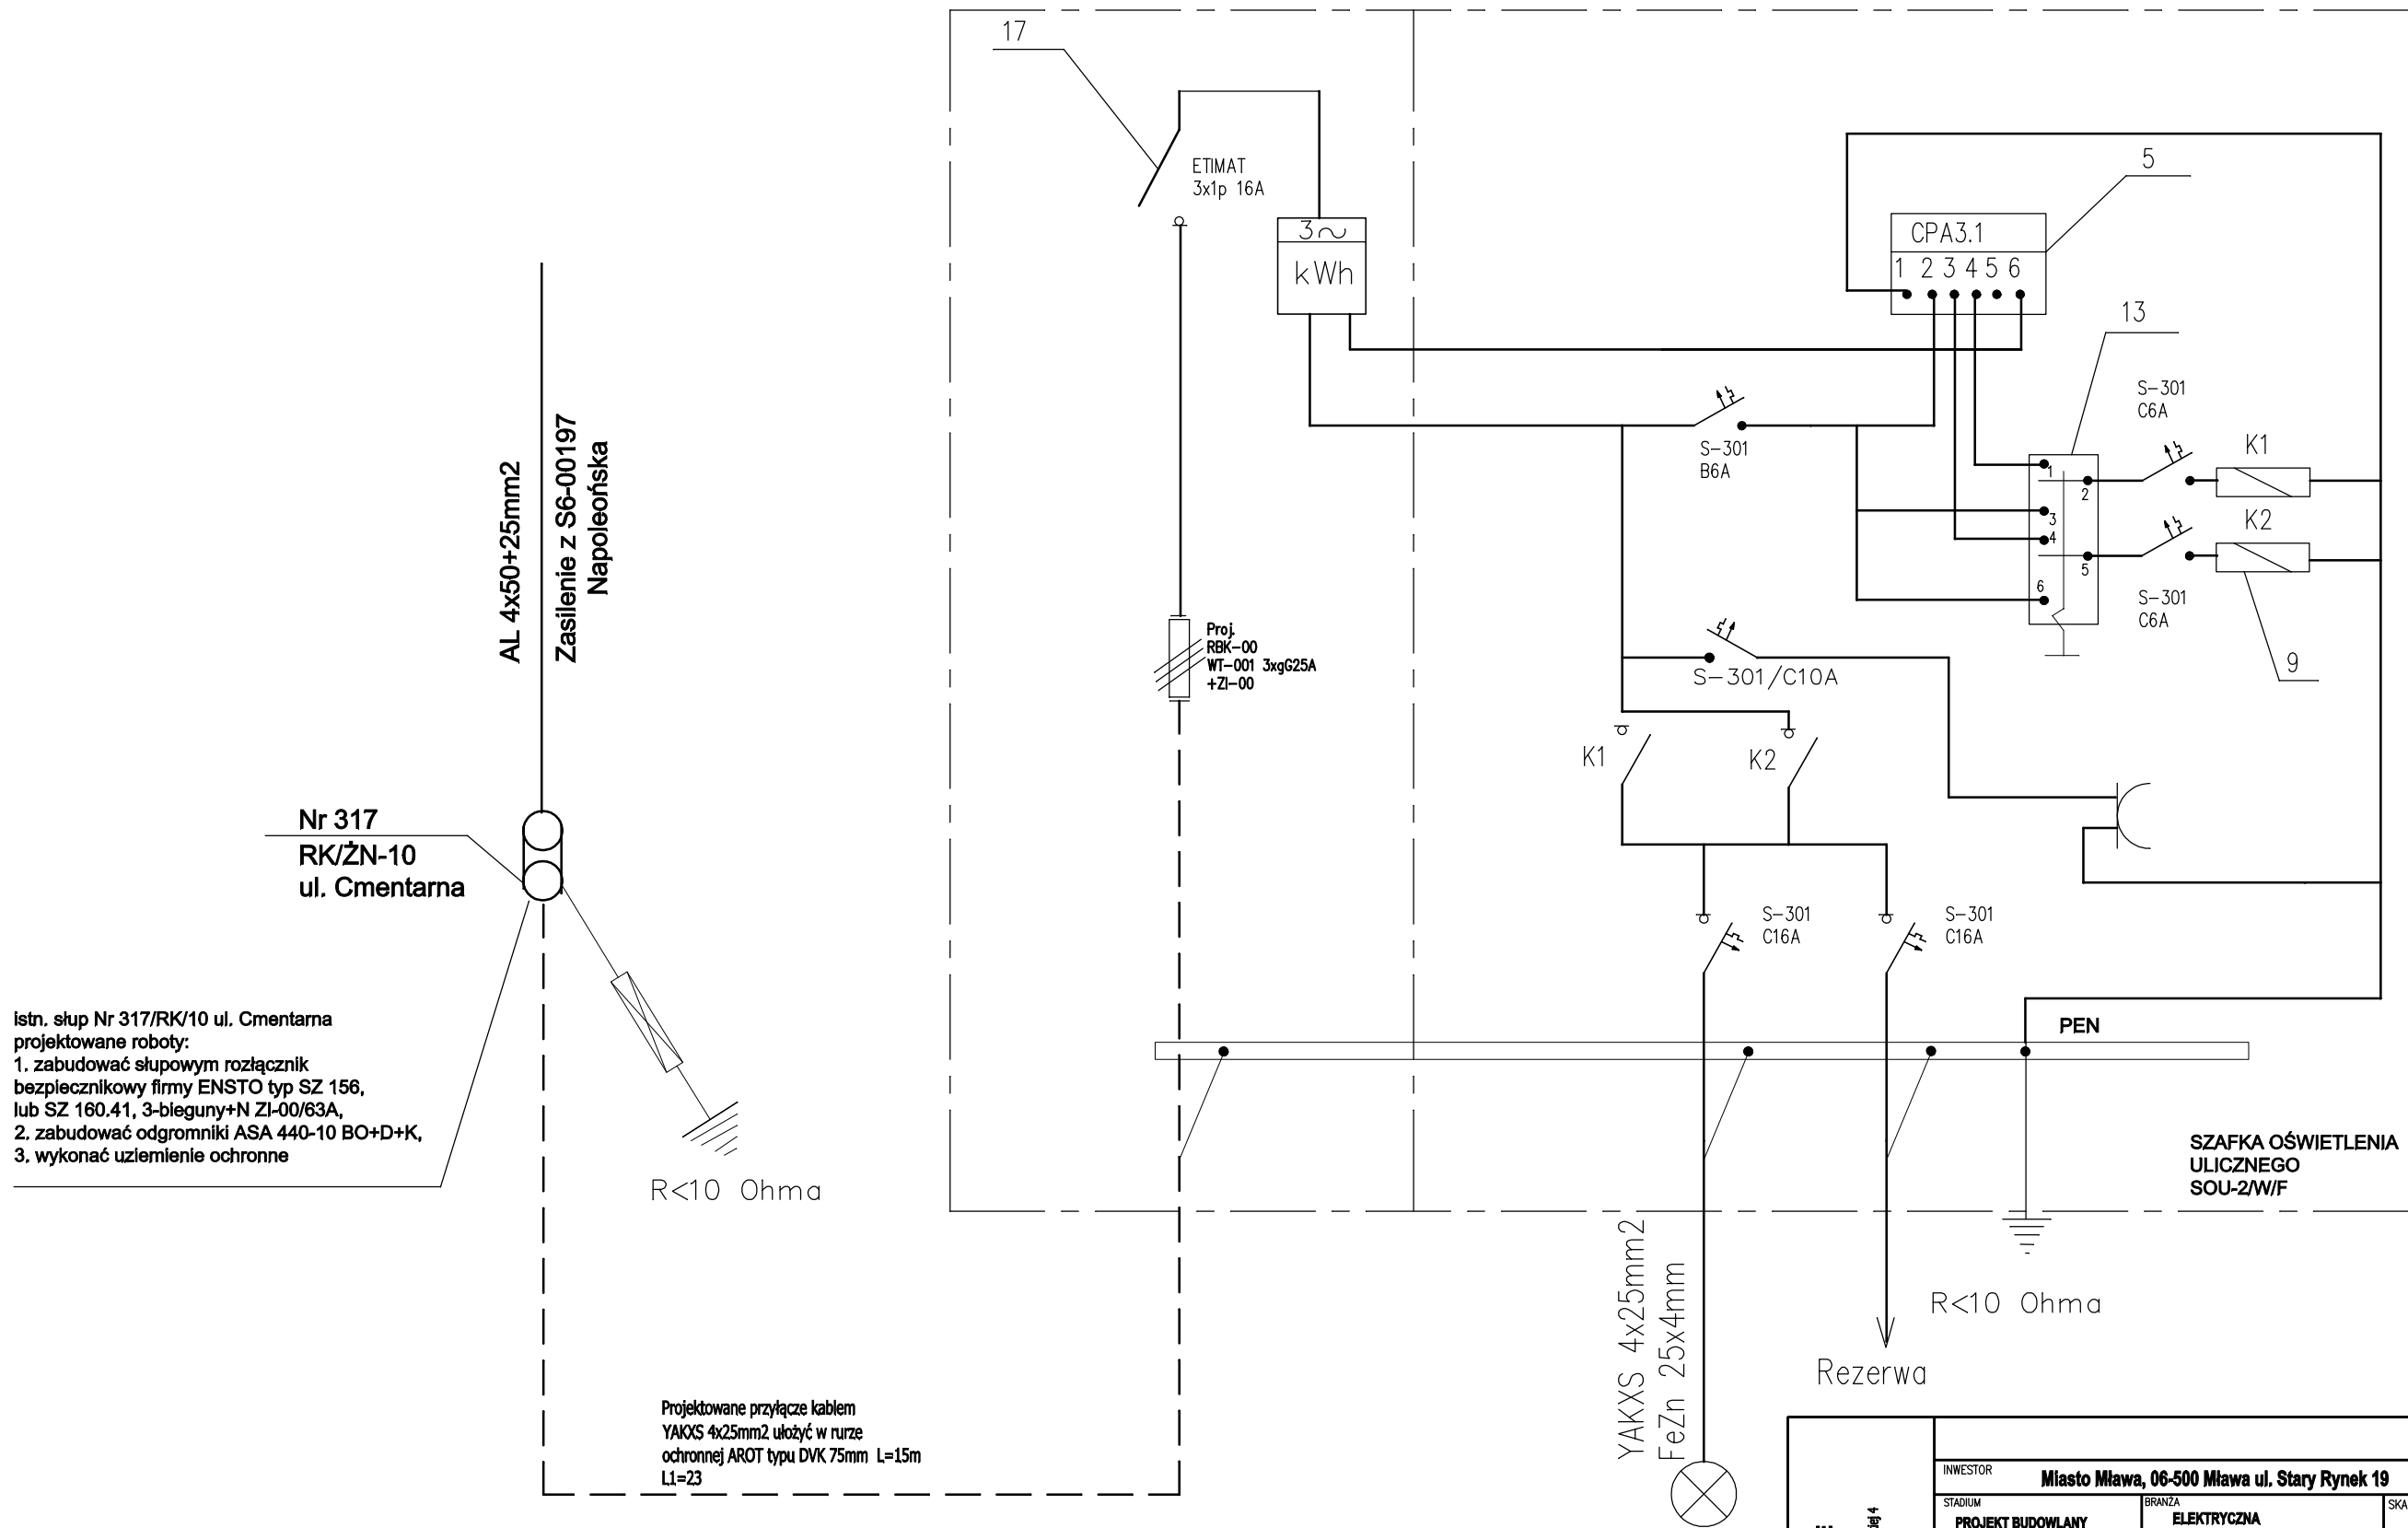 17
ETIMAT
3x1p 16A
3~
kWh
5
CPA3.1
1 2 3 4 5 6
13
S-301
C6A
K1
1
2
3
4
5
6
K2
S-301
C6A
9
S-301
B6A
S-301/C10A
K1
K2
S-301
C16A
S-301
C16A
AL 4x50+25mm2
Zasilenie z S6-00197
Napoleońska
Proj.
RBK-00
WT-001 3xgG25A
+ZI-00
Nr 317
RK/ŻN-10
ul. Cmentarna
istn. słup Nr 317/RK/10 ul. Cmentarna
projektowane roboty:
1. zabudować słupowym rozłącznik
bezpiecznikowy firmy ENSTO typ SZ 156,
lub SZ 160.41, 3-bieguny+N ZI-00/63A,
2. zabudować odgromniki ASA 440-10 BO+D+K,
3. wykonać uziemienie ochronne
R<10 Ohma
PEN
SZAFKA OŚWIETLENIA
ULICZNEGO
SOU-2/W/F
R<10 Ohma
YAKXS 4x25mm2
FeZn 25x4mm
Rezerwa
Projektowane przyłącze kablem
YAKXS 4x25mm2 ułożyć w rurze
ochronnej AROT typu DVK 75mm L=15m
L1=23
INWESTOR
Miasto Mława, 06-500 Mława ul. Stary Rynek 19
STADIUM
PROJEKT BUDOWLANY
BRANŻA
ELEKTRYCZNA
SKA